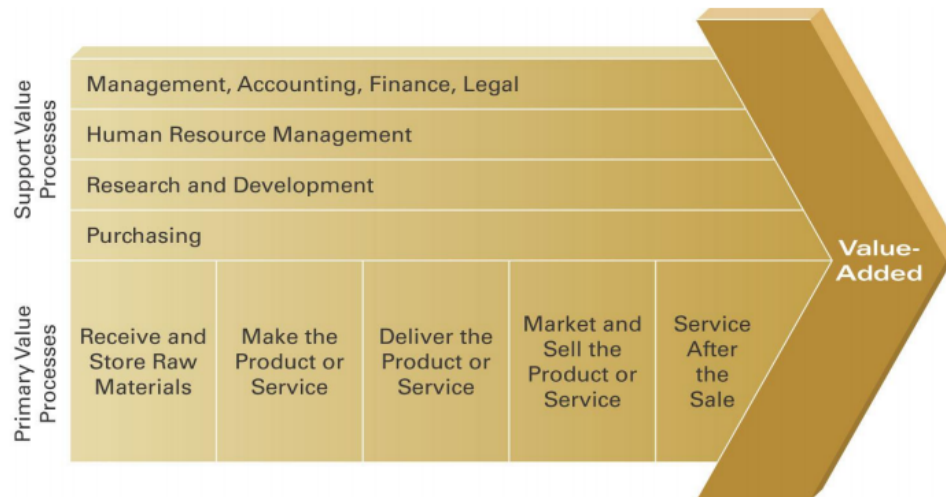 Support Value
Processes
Management, Accounting, Finance, Legal
Human Resource Management
Research and Development
Purchasing
Value-
Added
Primary Value
Processes
Receive and
Store Raw
Materials
Make the
Product or
Service
Deliver the
Product or
Service
Market and
Sell the
Product or
Service
Service
After
the
Sale